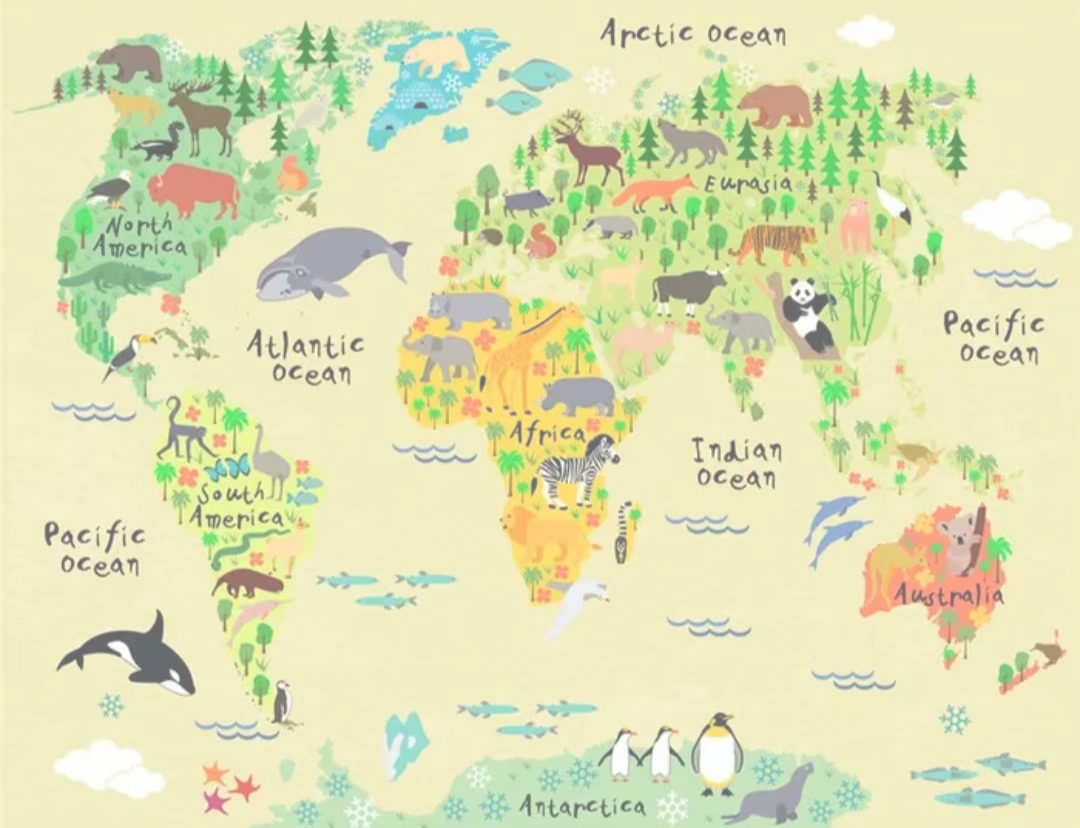 Arctic ocean
Eurasia
North
America
Atlantic
ocean
Pacific
ocean
Africa
Indian
ocean
South
America
Pacific
ocean
Australia
Antarctica